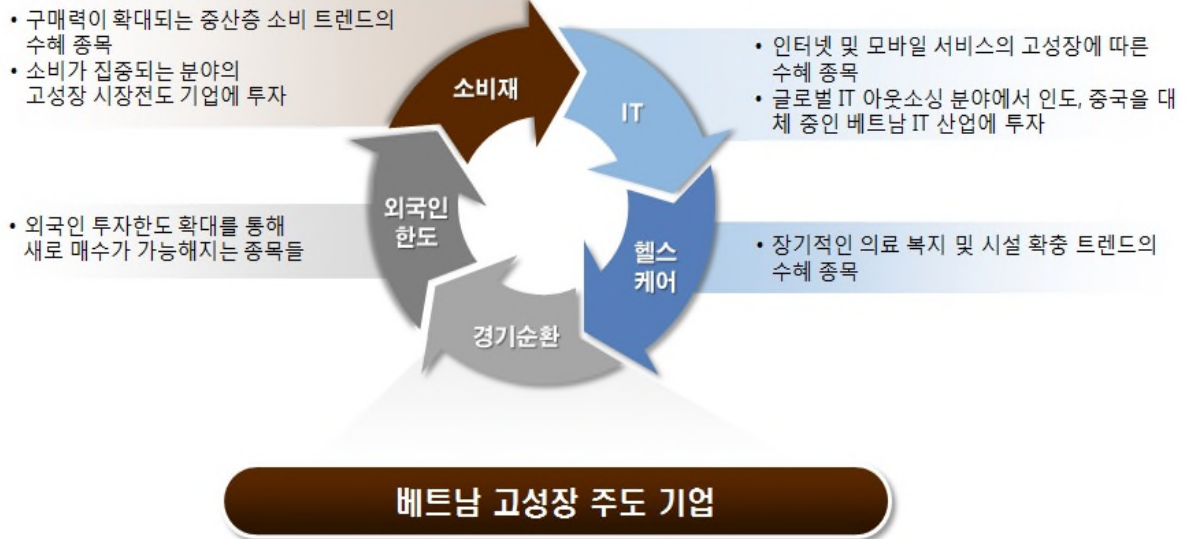 • 구매력이 확대되는 중산층 소비 트렌드의
수혜 종목
• 소비가 집중되는 분야의
고성장 시장전도 기업에 투자
소비재
IT
• 인터넷 및 모바일 서비스의 고성장에 따른
수혜 종목
• 글로벌 IT 아웃소싱 분야에서 인도, 중국을 대
체 중인 베트남 IT 산업에 투자
• 외국인 투자한도 확대를 통해
새로 매수가 가능해지는 종목들
외국인
한도
헬스
케어
• 장기적인 의료 복지 및 시설 확충 트렌드의
수혜 종목
경기순환
베트남 고성장 주도 기업